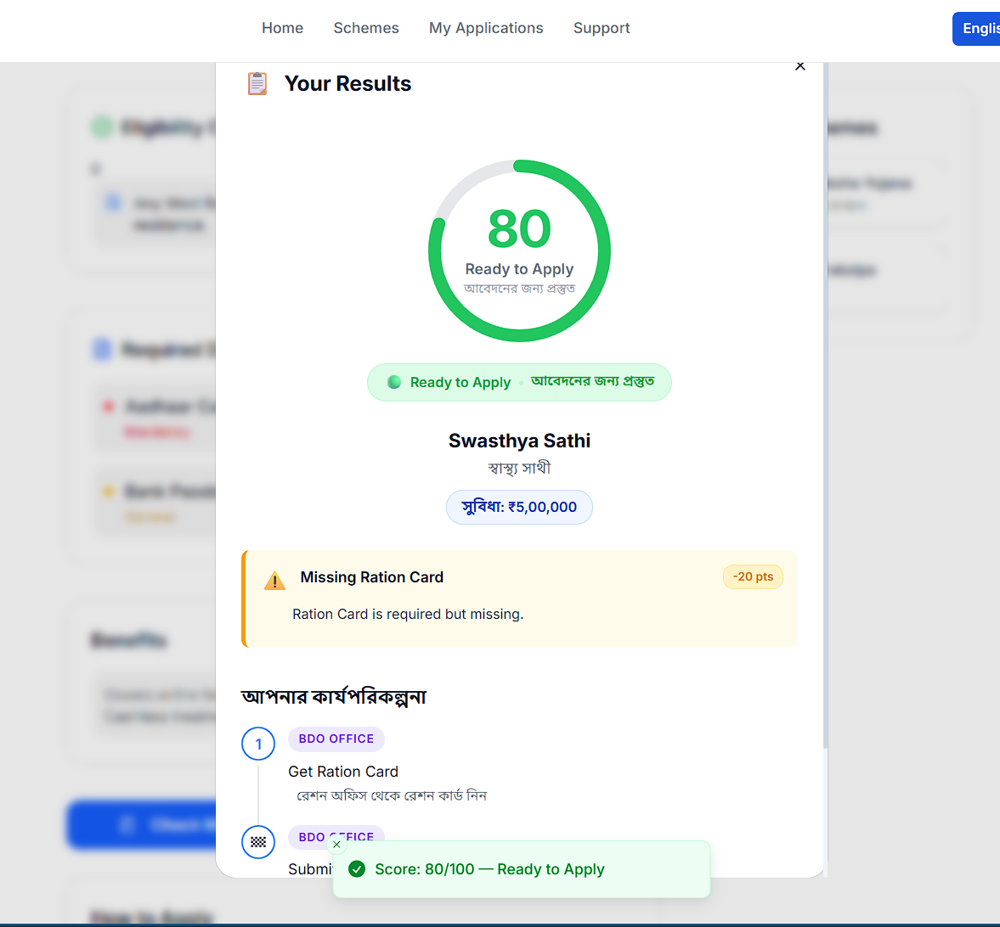 Home Schemes My Applications Support
Englis
Your Results
80
Ready to Apply
আবেদনের জন্য প্রস্তুত
Ready to Apply • আবেদনের জন্য প্রস্তুত
Swasthya Sathi
স্বাস্থ্য সাথী
সুবিধা: ₹5,00,000
Missing Ration Card
-20 pts
Ration Card is required but missing.
আপনার কার্যপরিকল্পনা
1
BDO OFFICE
Get Ration Card
রেশন অফিস থেকে রেশন কার্ড নিন
BDO OFFICE
Submi
Score: 80/100 — Ready to Apply